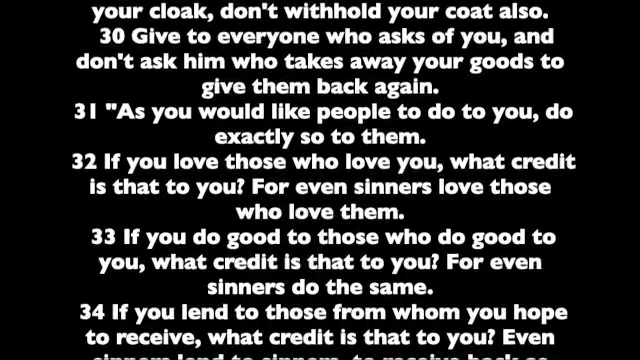 your cloak, don't withhold your coat also.
30 Give to everyone who asks of you, and
don't ask him who takes away your goods to
give them back again.
31 "As you would like people to do to you, do
exactly so to them.
32 If you love those who love you, what credit
is that to you? For even sinners love those
who love them.
33 If you do good to those who do good to
you, what credit is that to you? For even
sinners do the same.
34 If you lend to those from whom you hope
to receive, what credit is that to you? Even
sinners lend to sinners, to receive back as